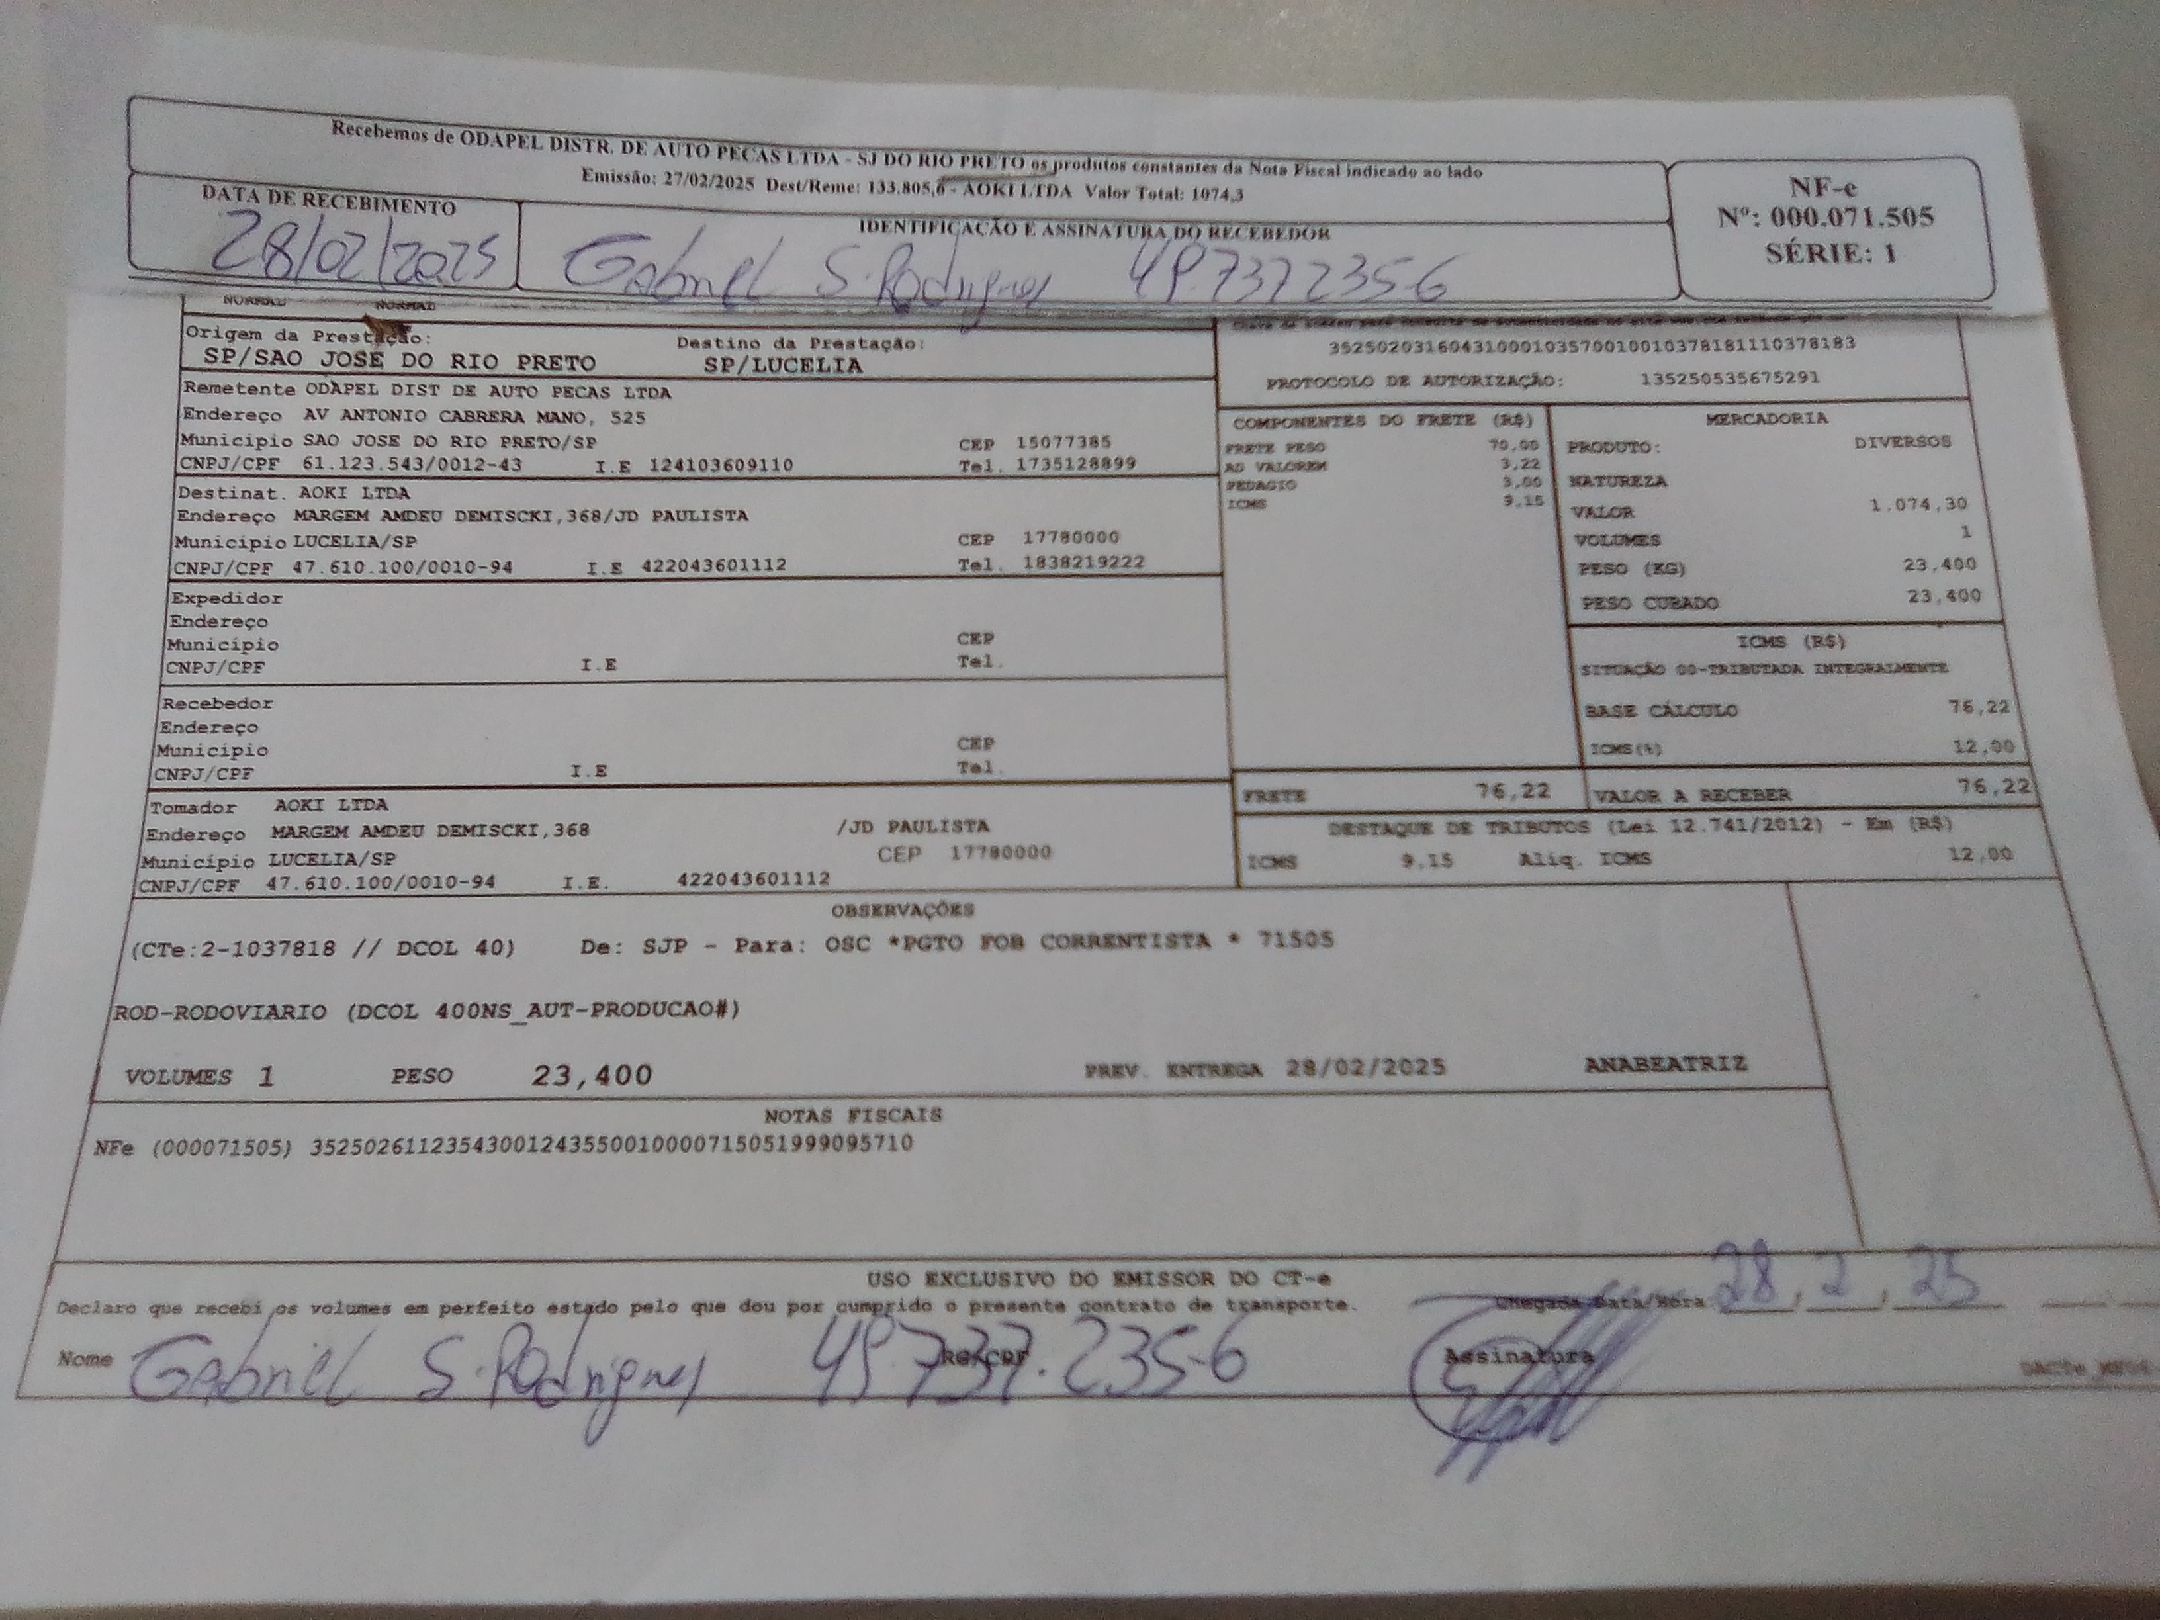 Recebemos de ODAPEL DISTR. DE AUTO PECAS LTDA - SJ DO RIO PRETO os produtos constantes da Nota Fiscal indicado ao lado
Emissão: 27/02/2025 Dest/Reme: 133.805,6 - AOKI LTDA Valor Total: 1074,3
NF-e
Nº: 000.071.505
SÉRIE: 1
DATA DE RECEBIMENTO
28/02/2025
IDENTIFICAÇÃO E ASSINATURA DO RECEBEDOR
Gabriel S. Rodrigues 49.7372356
NORMAL NORMAL
Origem da Prestação: Destino da Prestação:
SP/SAO JOSE DO RIO PRETO SP/LUCELIA
Remetente ODAPEL DIST DE AUTO PECAS LTDA
Endereço AV ANTONIO CABRERA MANO, 525
Município SAO JOSE DO RIO PRETO/SP CEP 15077385
CNPJ/CPF 61.123.543/0012-43 I.E 124103609110 Tel. 1735128899
Destinat. AOKI LTDA
Endereço MARGEM AMDEU DEMISCKI,368/JD PAULISTA
Município LUCELIA/SP CEP 17780000
CNPJ/CPF 47.610.100/0010-94 I.E 422043601112 Tel. 1838219222
Expedidor
Endereço
Município CEP
CNPJ/CPF I.E Tel.
Recebedor
Endereço
Município CEP
CNPJ/CPF I.E Tel.
Tomador AOKI LTDA
Endereço MARGEM AMDEU DEMISCKI,368 /JD PAULISTA
Município LUCELIA/SP CEP 17780000
CNPJ/CPF 47.610.100/0010-94 I.E. 422043601112
35250203160431000103570010010378181110378183
PROTOCOLO DE AUTORIZAÇÃO: 135250535675291
COMPONENTES DO FRETE (R$)
FRETE PESO 70,00
AD VALOREM 3,22
PEDAGIO 3,00
ICMS 9,15
MERCADORIA
PRODUTO: DIVERSOS
NATUREZA
VALOR 1.074,30
VOLUMES 1
PESO (KG) 23,400
PESO CUBADO 23,400
ICMS (R$)
SITUAÇÃO 00-TRIBUTADA INTEGRALMENTE
BASE CÁLCULO 76,22
ICMS(%) 12,00
FRETE 76,22 VALOR A RECEBER 76,22
DESTAQUE DE TRIBUTOS (Lei 12.741/2012) - Em (R$)
ICMS 9.15 Aliq. ICMS 12,00
OBSERVAÇÕES
(CTe:2-1037818 // DCOL 40) De: SJP - Para: OSC *PGTO FOB CORRENTISTA * 71505
ROD-RODOVIARIO (DCOL 400NS_AUT-PRODUCAO#)
VOLUMES 1 PESO 23,400 PREV. ENTREGA 28/02/2025 ANABEATRIZ
NOTAS FISCAIS
NFe (000071505) 35250261123543001243550010000715051999095710
USO EXCLUSIVO DO EMISSOR DO CT-e
Declaro que recebi os volumes em perfeito estado pelo que dou por cumprido o presente contrato de transporte. Chegada Data/Hora 28, 2, 25
Nome Gabriel S. Rodrigues RG/CPF 49.737.235-6 Assinatura